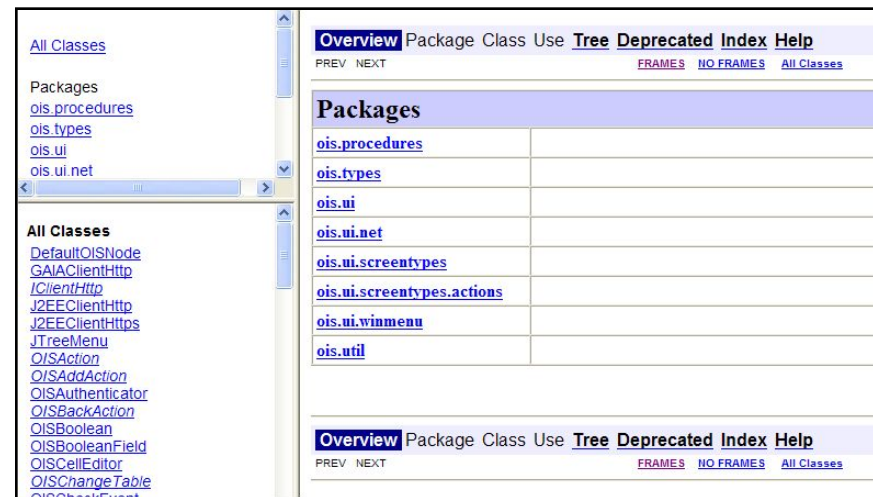 All Classes
Packages
ois.procedures
ois.types
ois.ui
ois.ui.net
All Classes
DefaultOISNode
GAIAClientHttp
IClientHttp
J2EEClientHttp
J2EEClientHttps
JTreeMenu
OISAction
OISAddAction
OISAuthenticator
OISBackAction
OISBoolean
OISBooleanField
OISCellEditor
OISChangeTable
OISCheckEvent
Overview Package Class Use Tree Deprecated Index Help
PREV NEXT FRAMES NO FRAMES All Classes
Packages
ois.procedures
ois.types
ois.ui
ois.ui.net
ois.ui.screentypes
ois.ui.screentypes.actions
ois.ui.winmenu
ois.util
Overview Package Class Use Tree Deprecated Index Help
PREV NEXT FRAMES NO FRAMES All Classes